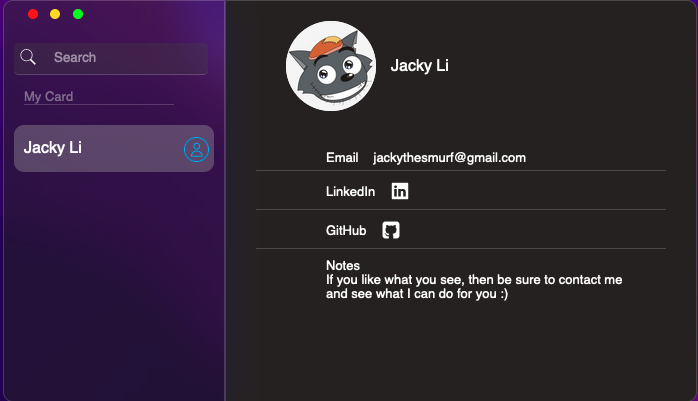 Search
My Card
Jacky Li
Jacky Li
Email jackythesmurf@gmail.com
LinkedIn in
GitHub
Notes
If you like what you see, then be sure to contact me
and see what I can do for you :)